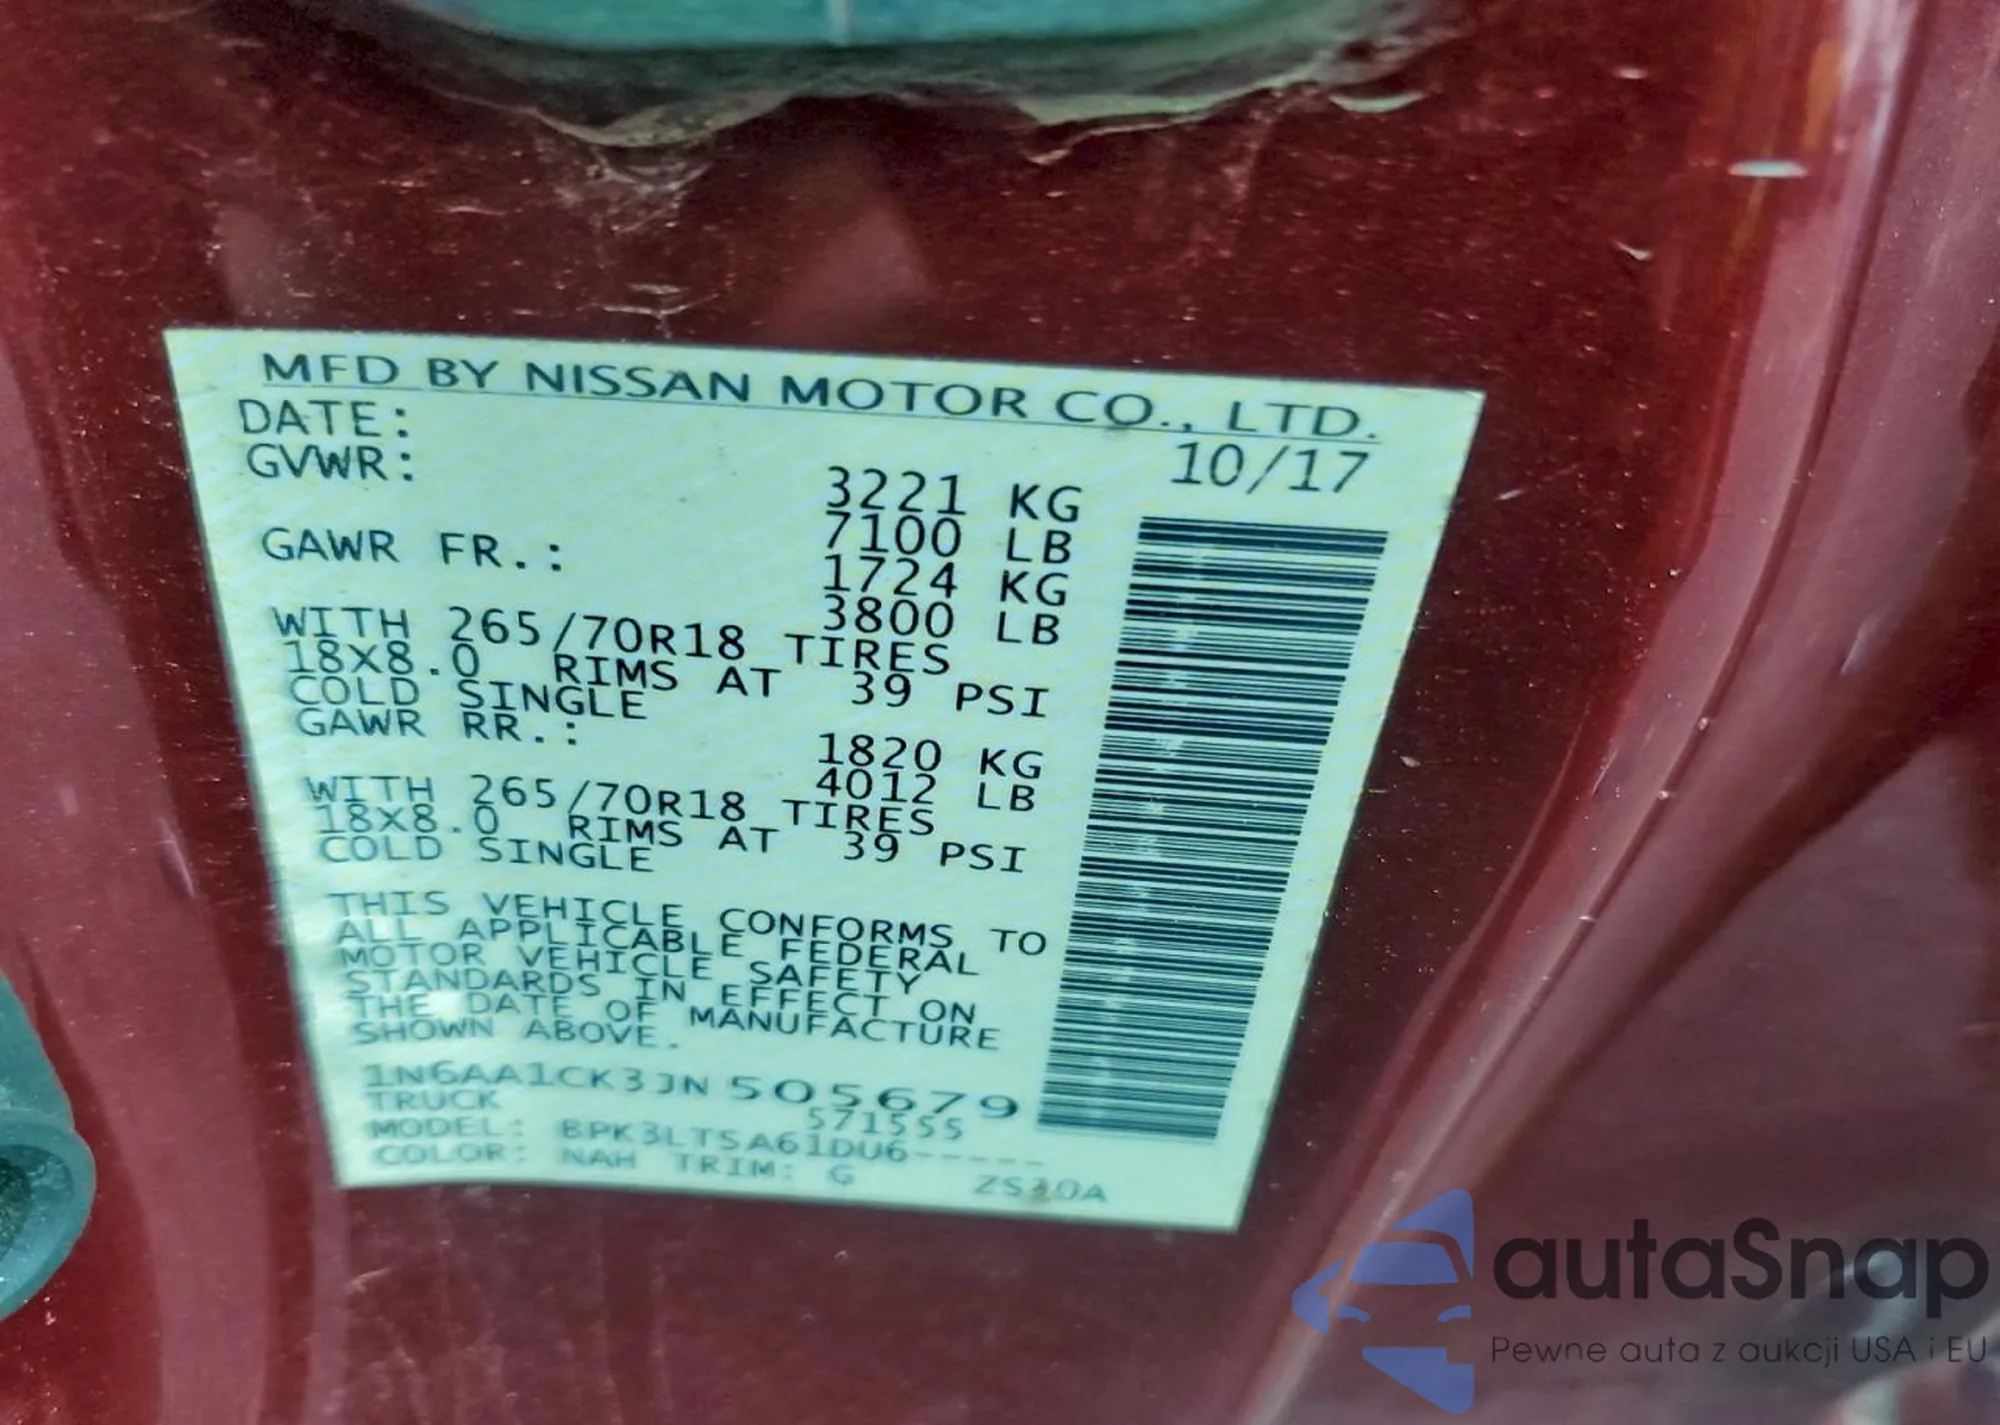 MFD BY NISSAN MOTOR CO., LTD.
DATE: 10/17
GVWR: 3221 KG
7100 LB
GAWR FR.: 1724 KG
3800 LB
WITH 265/70R18 TIRES
18X8.0 RIMS AT 39 PSI
COLD SINGLE
GAWR RR.: 1820 KG
4012 LB
WITH 265/70R18 TIRES
18X8.0 RIMS AT 39 PSI
COLD SINGLE
THIS VEHICLE CONFORMS TO
ALL APPLICABLE FEDERAL
MOTOR VEHICLE SAFETY
STANDARDS IN EFFECT ON
THE DATE OF MANUFACTURE
SHOWN ABOVE.
1N6AA1CK3JN505679
TRUCK 571555
MODEL: BPK3LTSA61DU6-----
COLOR: NAH TRIM: G
autaSnap
Pewne auta z aukcji USA i EU